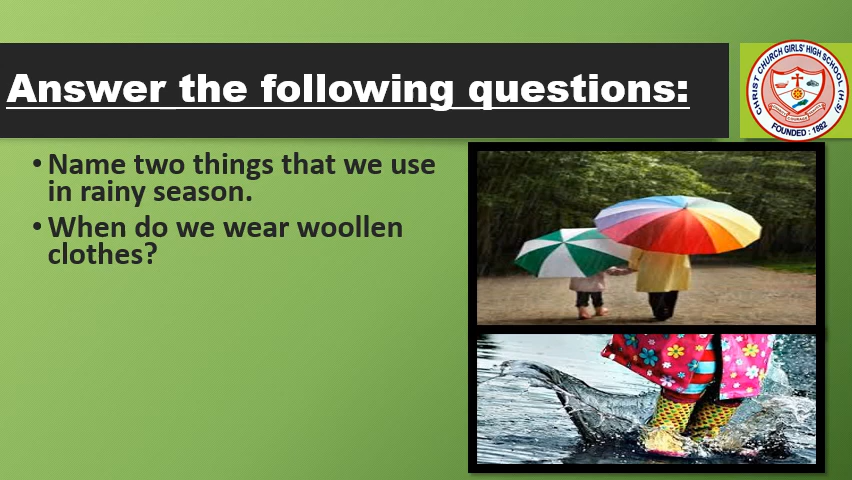 Answer the following questions:
CHRIST CHURCH GIRLS' HIGH SCHOOL (H.S)
FOUNDED : 1882
• Name two things that we use
in rainy season.
• When do we wear woollen
clothes?